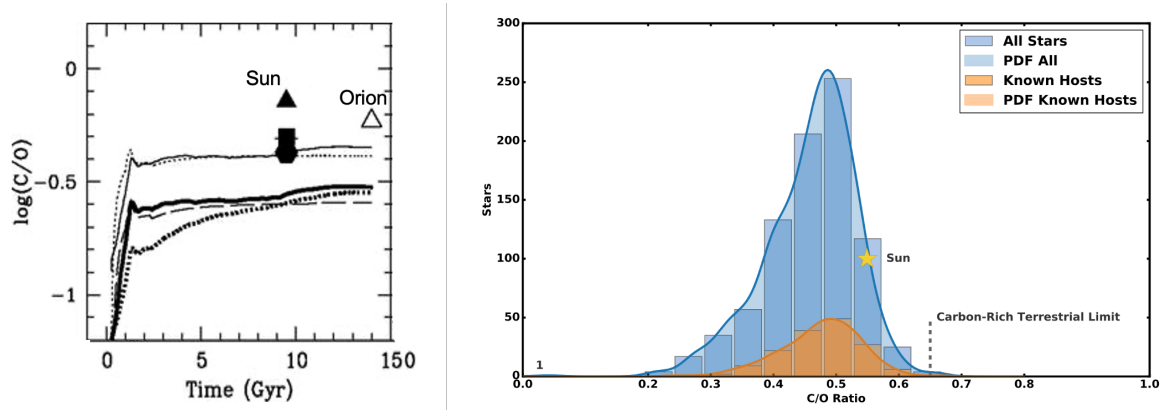 Sun
Orion
0
−0.5
−1
log(C/O)
0 5 10 150
Time (Gyr)
300
250
200
150
100
50
0
Stars
All Stars
PDF All
Known Hosts
PDF Known Hosts
Sun
Carbon-Rich Terrestrial Limit
1
0.0 0.2 0.3 0.4 0.5 0.6 0.7 0.8 1.0
C/O Ratio